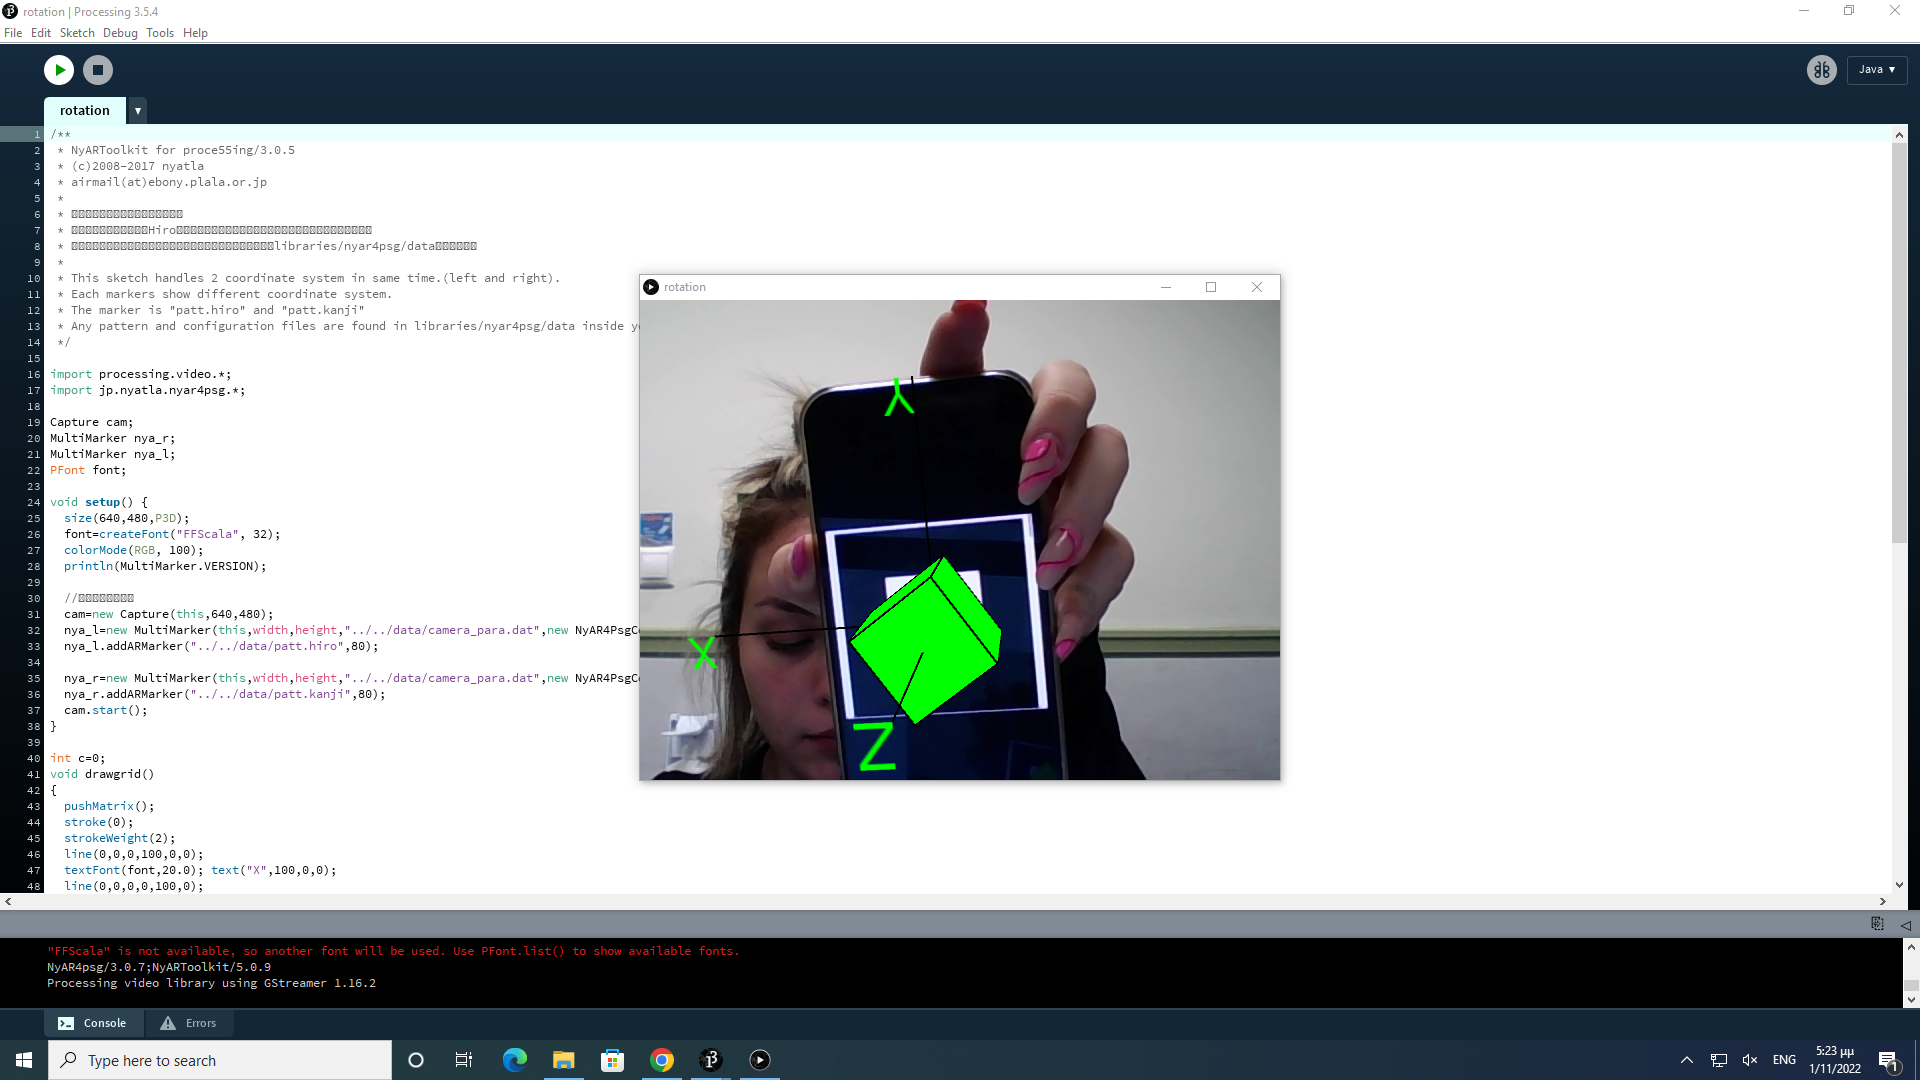 rotation | Processing 3.5.4
File Edit Sketch Debug Tools Help
Java ▼
rotation ▼
1 /**
2 * NyARToolkit for proce55ing/3.0.5
3 * (c)2008-2017 nyatla
4 * airmail(at)ebony.plala.or.jp
5 *
6 *
7 * Hiro
8 * libraries/nyar4psg/data
9 *
10 * This sketch handles 2 coordinate system in same time.(left and right).
11 * Each markers show different coordinate system.
12 * The marker is "patt.hiro" and "patt.kanji"
13 * Any pattern and configuration files are found in libraries/nyar4psg/data inside
14 */
15
16 import processing.video.*;
17 import jp.nyatla.nyar4psg.*;
18
19 Capture cam;
20 MultiMarker nya_r;
21 MultiMarker nya_l;
22 PFont font;
23
24 void setup() {
25 size(640,480,P3D);
26 font=createFont("FFScala", 32);
27 colorMode(RGB, 100);
28 println(MultiMarker.VERSION);
29
30 //
31 cam=new Capture(this,640,480);
32 nya_l=new MultiMarker(this,width,height,"../../data/camera_para.dat",new NyAR4PsgCo
33 nya_l.addARMarker("../../data/patt.hiro",80);
34
35 nya_r=new MultiMarker(this,width,height,"../../data/camera_para.dat",new NyAR4PsgCo
36 nya_r.addARMarker("../../data/patt.kanji",80);
37 cam.start();
38 }
39
40 int c=0;
41 void drawgrid()
42 {
43 pushMatrix();
44 stroke(0);
45 strokeWeight(2);
46 line(0,0,0,100,0,0);
47 textFont(font,20.0); text("X",100,0,0);
48 line(0,0,0,0,100,0);
rotation
Y
X
Z
"FFScala" is not available, so another font will be used. Use PFont.list() to show available fonts.
NyAR4psg/3.0.7;NyARToolkit/5.0.9
Processing video library using GStreamer 1.16.2
Console Errors
Type here to search
ENG
5:23 μμ
1/11/2022
1